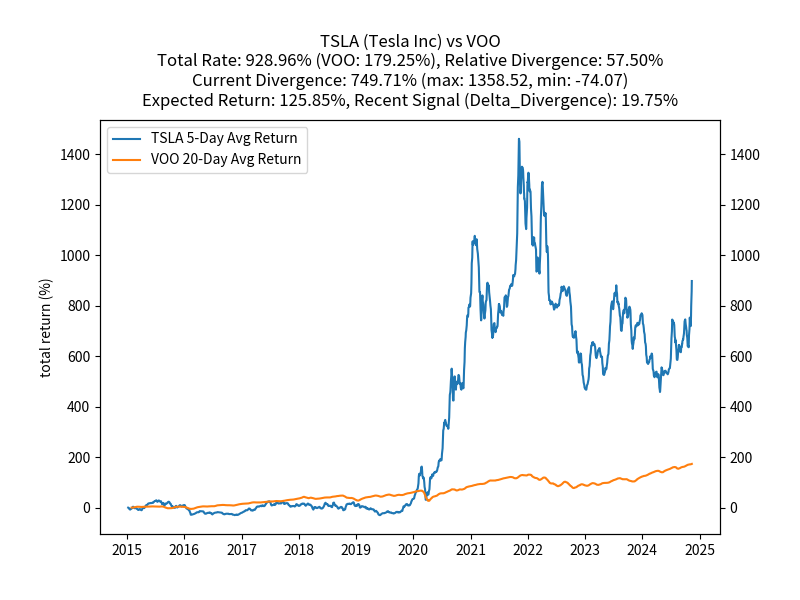 TSLA (Tesla Inc) vs VOO
Total Rate: 928.96% (VOO: 179.25%), Relative Divergence: 57.50%
Current Divergence: 749.71% (max: 1358.52, min: -74.07)
Expected Return: 125.85%, Recent Signal (Delta_Divergence): 19.75%
TSLA 5-Day Avg Return
VOO 20-Day Avg Return
total return (%)
1400 1400
1200 1200
1000 1000
800 800
600 600
400 400
200 200
0 0
2015 2016 2017 2018 2019 2020 2021 2022 2023 2024 2025